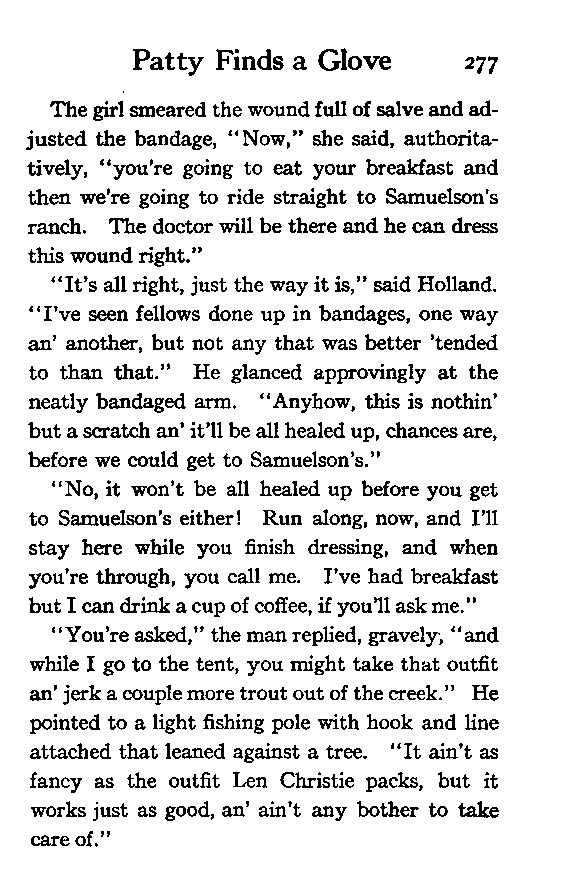 Patty Finds a Glove 277
The girl smeared the wound full of salve and ad-
justed the bandage, "Now," she said, authorita-
tively, "you're going to eat your breakfast and
then we're going to ride straight to Samuelson's
ranch. The doctor will be there and he can dress
this wound right."
"It's all right, just the way it is," said Holland.
"I've seen fellows done up in bandages, one way
an' another, but not any that was better 'tended
to than that." He glanced approvingly at the
neatly bandaged arm. "Anyhow, this is nothin'
but a scratch an' it'll be all healed up, chances are,
before we could get to Samuelson's."
"No, it won't be all healed up before you get
to Samuelson's either! Run along, now, and I'll
stay here while you finish dressing, and when
you're through, you call me. I've had breakfast
but I can drink a cup of coffee, if you'll ask me."
"You're asked," the man replied, gravely, "and
while I go to the tent, you might take that outfit
an' jerk a couple more trout out of the creek." He
pointed to a light fishing pole with hook and line
attached that leaned against a tree. "It ain't as
fancy as the outfit Len Christie packs, but it
works just as good, an' ain't any bother to take
care of."